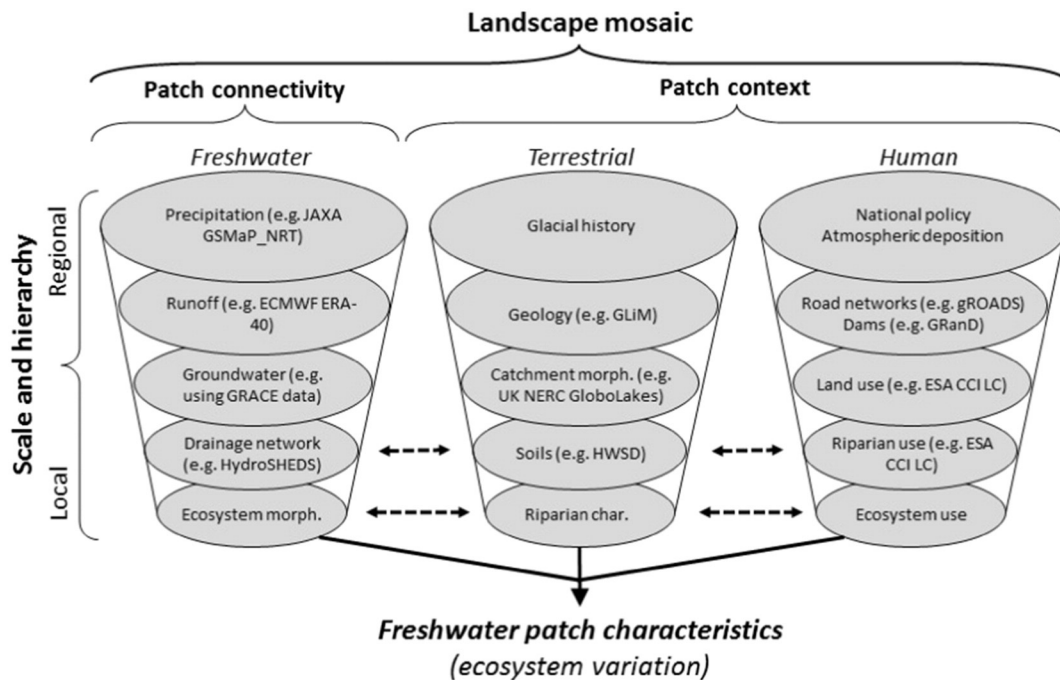 Landscape mosaic
Patch connectivity
Patch context
Freshwater
Terrestrial
Human
Scale and hierarchy
Regional
Local
Precipitation (e.g. JAXA
GSMaP_NRT)
Glacial history
National policy
Atmospheric deposition
Runoff (e.g. ECMWF ERA-
40)
Geology (e.g. GLiM)
Road networks (e.g. gROADS)
Dams (e.g. GRanD)
Groundwater (e.g.
using GRACE data)
Catchment morph. (e.g.
UK NERC GloboLakes)
Land use (e.g. ESA CCI LC)
Drainage network
(e.g. HydroSHEDS)
Soils (e.g. HWSD)
Riparian use (e.g. ESA
CCI LC)
Ecosystem morph.
Riparian char.
Ecosystem use
Freshwater patch characteristics
(ecosystem variation)